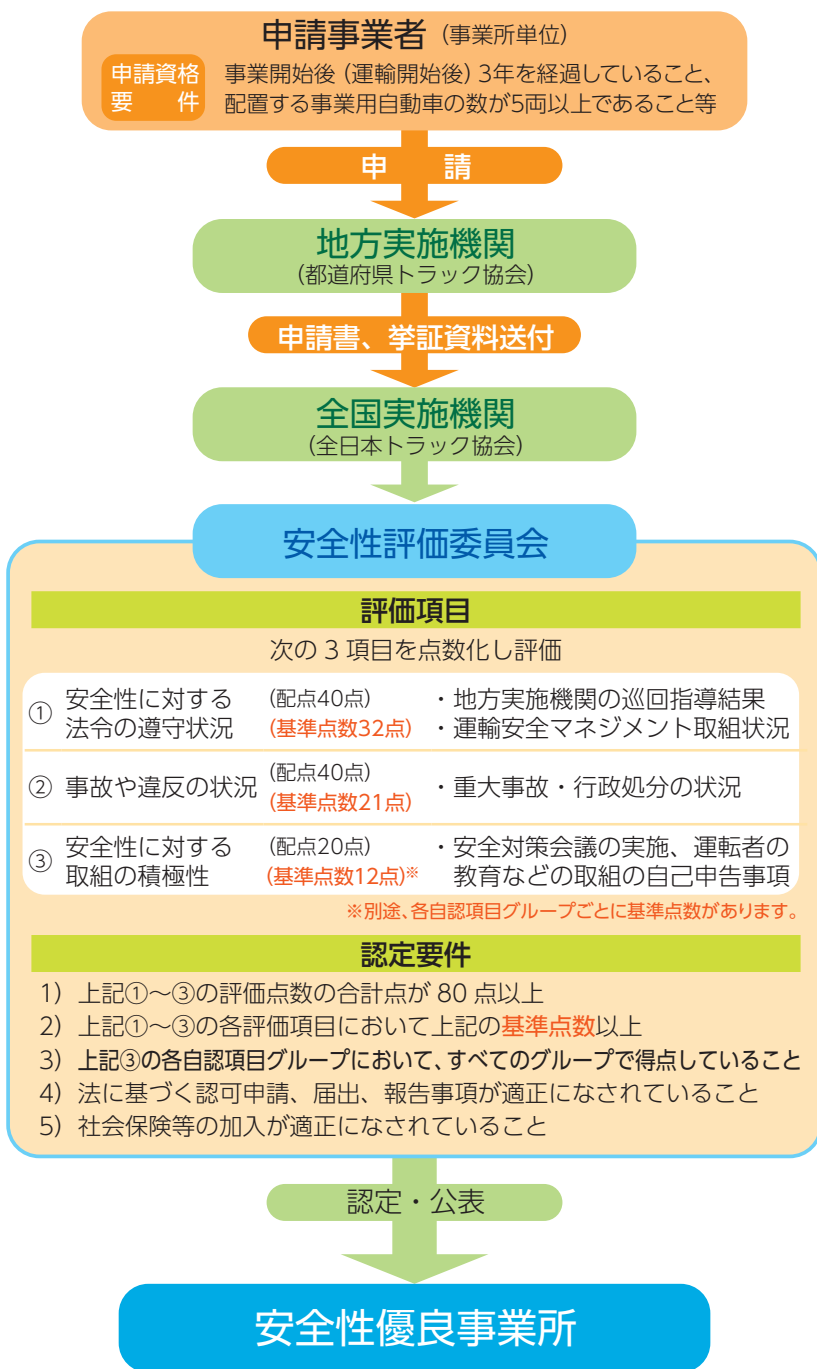 申請事業者(事業所単位)
申請資格
要件
事業開始後(運輸開始後)3年を経過していること、
配置する事業用自動車の数が5両以上であること等
申請
地方実施機関
(都道府県トラック協会)
申請書、挙証資料送付
全国実施機関
(全日本トラック協会)
安全性評価委員会
評価項目
次の3項目を点数化し評価
① 安全性に対する
法令の遵守状況
(配点40点)
(基準点数32点)
・地方実施機関の巡回指導結果
・運輸安全マネジメント取組状況
② 事故や違反の状況
(配点40点)
(基準点数21点)
・重大事故・行政処分の状況
③ 安全性に対する
取組の積極性
(配点20点)
(基準点数12点)※
・安全対策会議の実施、運転者の
教育などの取組の自己申告事項
※別途、各自認項目グループごとに基準点数があります。
認定要件
1)上記①〜③の評価点数の合計点が 80 点以上
2)上記①〜③の各評価項目において上記の基準点数以上
3)上記③の各自認項目グループにおいて、すべてのグループで得点していること
4)法に基づく認可申請、届出、報告事項が適正になされていること
5)社会保険等の加入が適正になされていること
認定・公表
安全性優良事業所